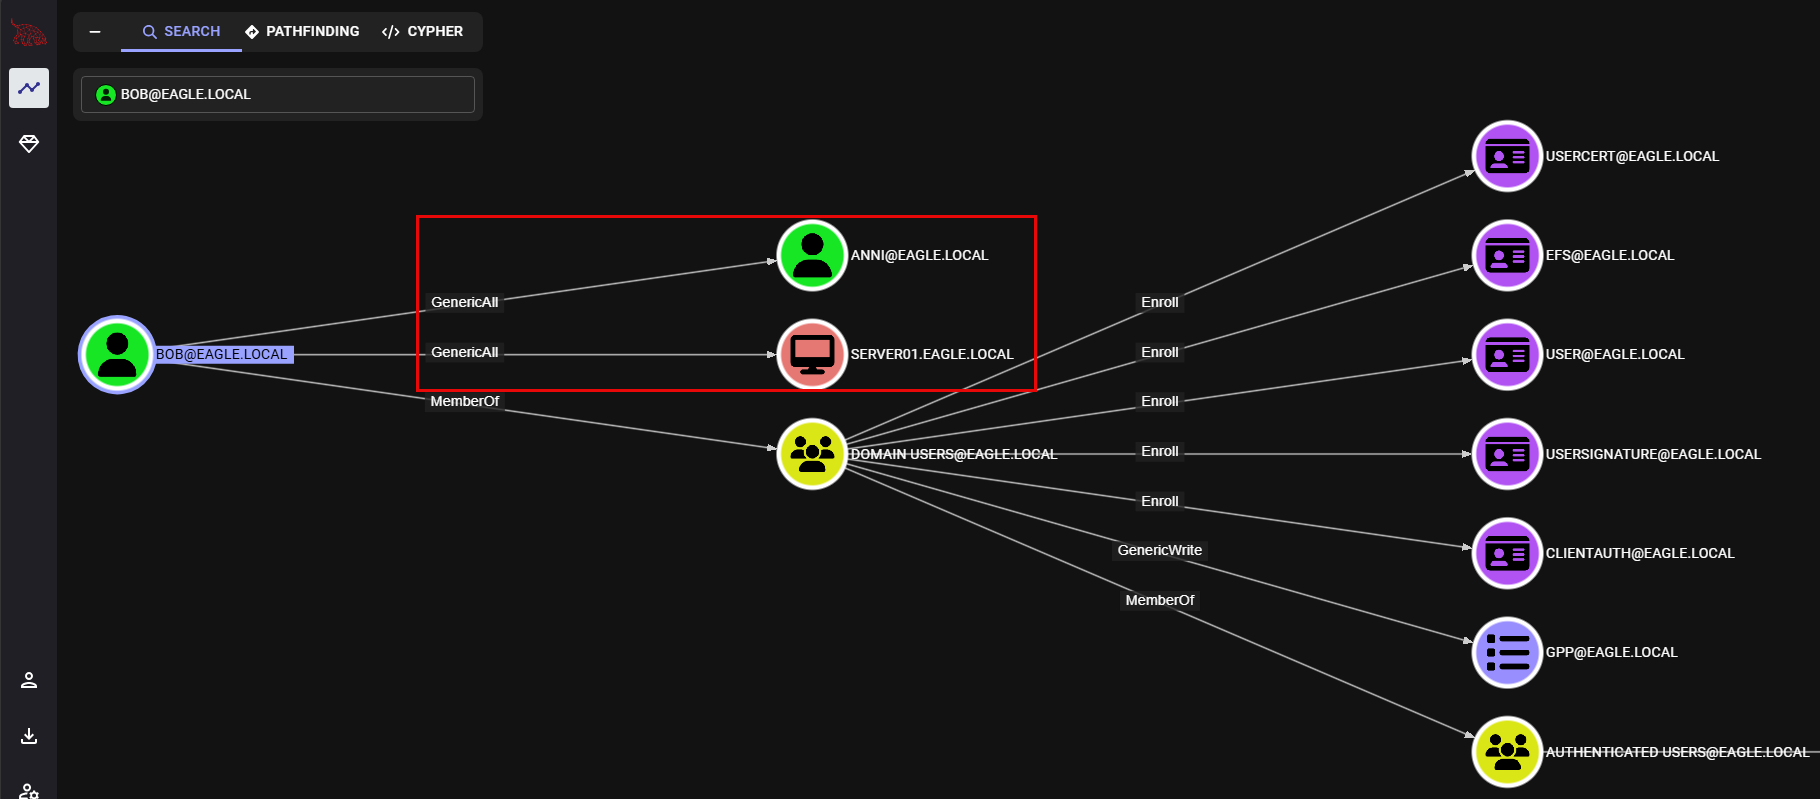 SEARCH
PATHFINDING
</> CYPHER
BOB@EAGLE.LOCAL
USERCERT@EAGLE.LOCAL
ANNI@EAGLE.LOCAL
EFS@EAGLE.LOCAL
GenericAll
Enroll
BOB@EAGLE.LOCAL
GenericAll
SERVER01.EAGLE.LOCAL
Enroll
USER@EAGLE.LOCAL
MemberOf
Enroll
DOMAIN USERS@EAGLE.LOCAL
Enroll
USERSIGNATURE@EAGLE.LOCAL
Enroll
GenericWrite
CLIENTAUTH@EAGLE.LOCAL
MemberOf
GPP@EAGLE.LOCAL
AUTHENTICATED USERS@EAGLE.LOCAL